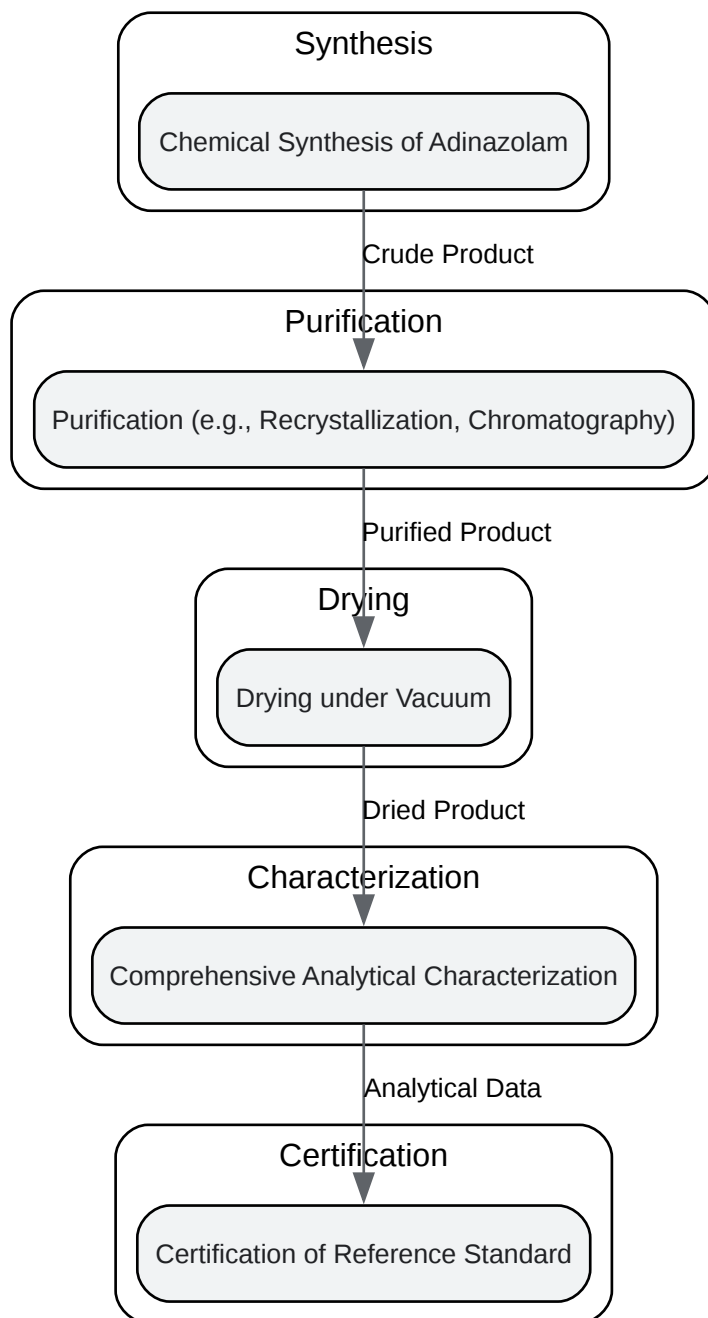 Synthesis
Chemical Synthesis of Adinazolam
Crude Product
Purification
Purification (e.g., Recrystallization, Chromatography)
Purified Product
Drying
Drying under Vacuum
Dried Product
Characterization
Comprehensive Analytical Characterization
Analytical Data
Certification
Certification of Reference Standard